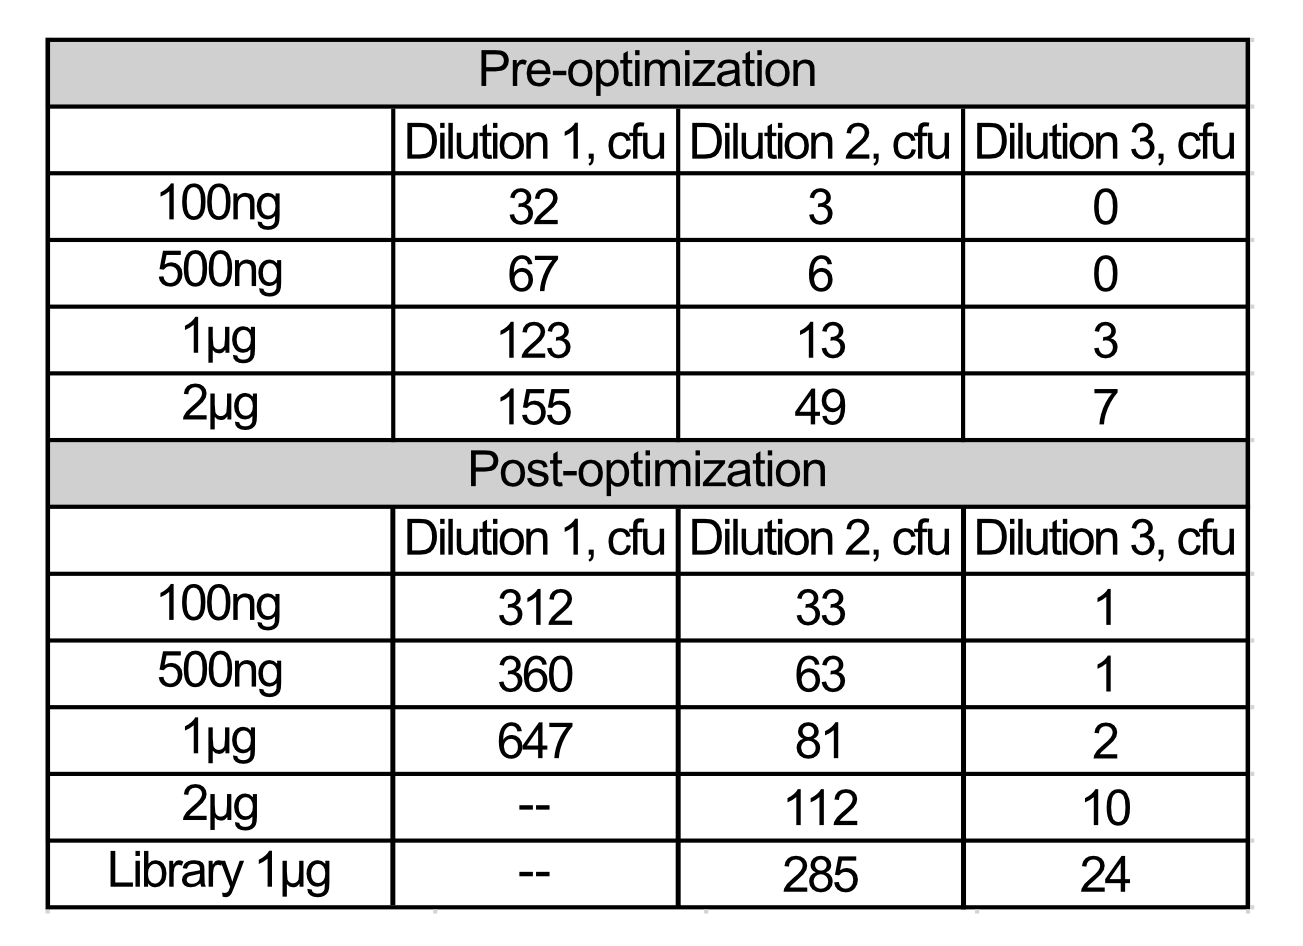 Pre-optimization
Dilution 1, cfu Dilution 2, cfu Dilution 3, cfu
100ng 32 3 0
500ng 67 6 0
1µg 123 13 3
2µg 155 49 7
Post-optimization
Dilution 1, cfu Dilution 2, cfu Dilution 3, cfu
100ng 312 33 1
500ng 360 63 1
1µg 647 81 2
2µg -- 112 10
Library 1µg -- 285 24